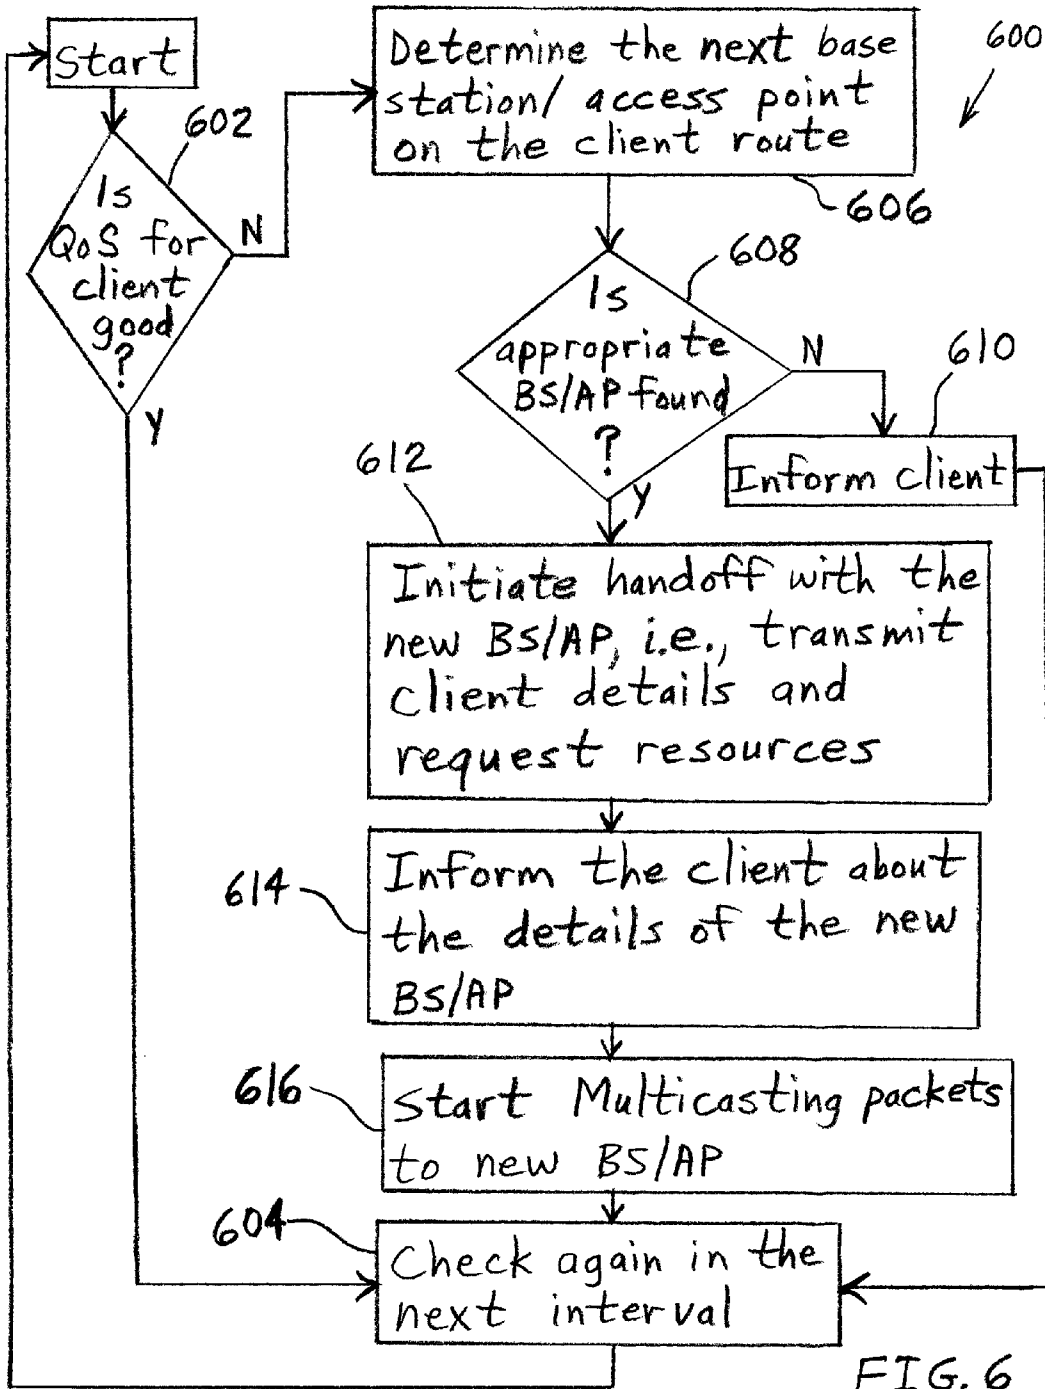 Start
602
Is
QoS for
client
good
?
N
Y
Determine the next base
station/ access point
on the client route
600
606
608
Is
appropriate
BS/AP found
?
N
Y
610
Inform client
612
Initiate handoff with the
new BS/AP, i.e., transmit
client details and
request resources
614
Inform the client about
the details of the new
BS/AP
616
Start Multicasting packets
to new BS/AP
604
Check again in the
next interval
FIG. 6